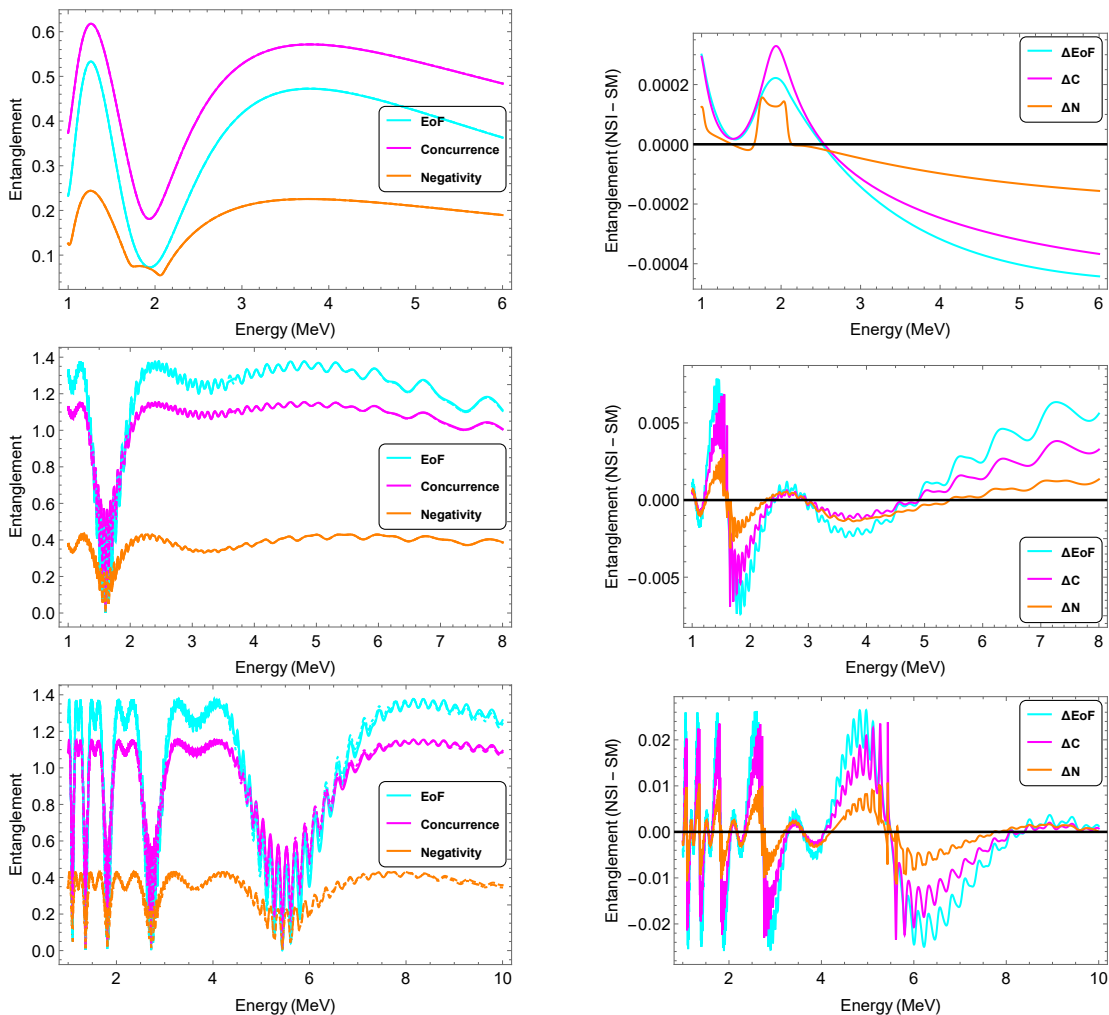 0.6
0.5
0.4
0.3
0.2
0.1
Entanglement
EoF
Concurrence
Negativity
1 2 3 4 5 6
Energy (MeV)
0.0002
0.0000
−0.0002
−0.0004
Entanglement (NSI − SM)
ΔEoF
ΔC
ΔN
1 2 3 4 5 6
Energy (MeV)
1.4
1.2
1.0
0.8
0.6
0.4
0.2
0.0
Entanglement
EoF
Concurrence
Negativity
1 2 3 4 5 6 7 8
Energy (MeV)
0.005
0.000
−0.005
Entanglement (NSI − SM)
ΔEoF
ΔC
ΔN
1 2 3 4 5 6 7 8
Energy (MeV)
1.4
1.2
1.0
0.8
0.6
0.4
0.2
0.0
Entanglement
EoF
Concurrence
Negativity
2 4 6 8 10
Energy (MeV)
0.02
0.01
0.00
−0.01
−0.02
Entanglement (NSI − SM)
ΔEoF
ΔC
ΔN
2 4 6 8 10
Energy (MeV)